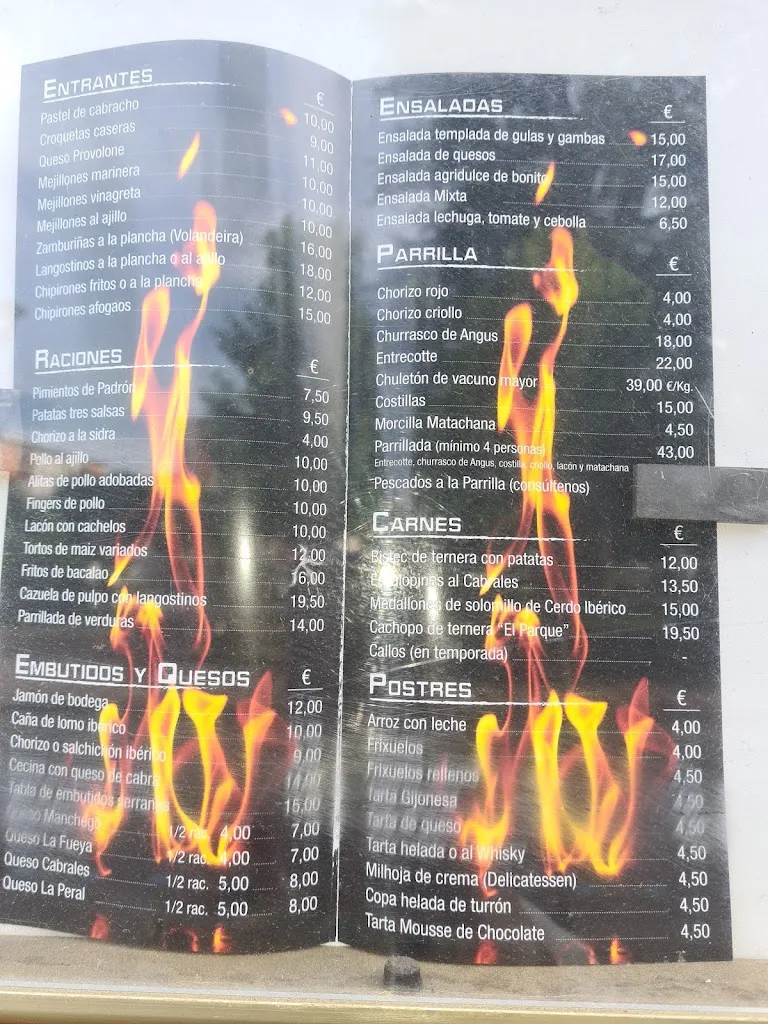 ENTRANTES €
Pastel de cabracho 10,00
Croquetas caseras 9,00
Queso Provolone 11,00
Mejillones marinera 10,00
Mejillones vinagreta 10,00
Mejillones al ajillo 10,00
Zamburiñas a la plancha (Volandeira) 16,00
Langostinos a la plancha o al ajillo 18,00
Chipirones fritos o a la plancha 12,00
Chipirones afogaos 15,00
RACIONES €
Pimientos de Padrón 7,50
Patatas tres salsas 9,50
Chorizo a la sidra 4,00
Pollo al ajillo 10,00
Alitas de pollo adobadas 10,00
Fingers de pollo 10,00
Lacón con cachelos 10,00
Tortos de maiz variados 12,00
Fritos de bacalao 16,00
Cazuela de pulpo con langostinos 19,50
Parrillada de verduras 14,00
EMBUTIDOS Y QUESOS €
Jamón de bodega 12,00
Caña de lomo ibérico 10,00
Chorizo o salchichón ibérico 9,00
Cecina con queso de cabra 14,00
Tabla de embutidos serranos 15,00
Queso Manchego 1/2 rac. 4,00 7,00
Queso La Fueya 1/2 rac. 4,00 7,00
Queso Cabrales 1/2 rac. 5,00 8,00
Queso La Peral 1/2 rac. 5,00 8,00
ENSALADAS €
Ensalada templada de gulas y gambas 15,00
Ensalada de quesos 17,00
Ensalada agridulce de bonito 15,00
Ensalada Mixta 12,00
Ensalada lechuga, tomate y cebolla 6,50
PARRILLA €
Chorizo rojo 4,00
Chorizo criollo 4,00
Churrasco de Angus 18,00
Entrecotte 22,00
Chuletón de vacuno mayor 39,00 €/Kg.
Costillas 15,00
Morcilla Matachana 4,50
Parrillada (mínimo 4 personas) 43,00
Entrecotte, churrasco de Angus, costilla, criollo, lacón y matachana
Pescados a la Parrilla (consúltenos)
CARNES €
Bistec de ternera con patatas 12,00
Escalopines al Cabrales 13,50
Medallones de solomillo de Cerdo Ibérico 15,00
Cachopo de ternera “El Parque” 19,50
Callos (en temporada) -
POSTRES €
Arroz con leche 4,00
Frixuelos 4,00
Frixuelos rellenos 4,50
Tarta Gijonesa 4,50
Tarta de queso 4,50
Tarta helada o al Whisky 4,50
Milhoja de crema (Delicatessen) 4,50
Copa helada de turrón 4,50
Tarta Mousse de Chocolate 4,50